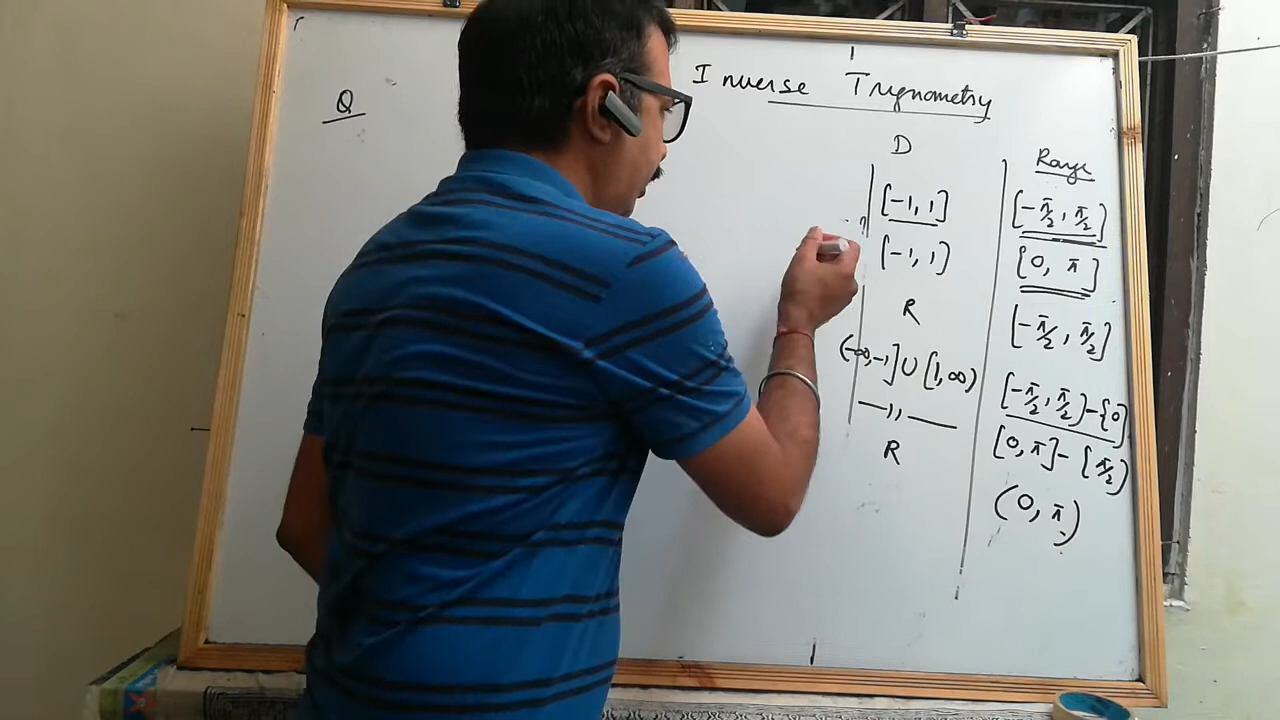 Inverse Trignometry
Q
D
Range
[-1, 1]
[-π/2, π/2]
[-1, 1]
[0, π]
R
[-π/2, π/2]
(-∞, -1] ∪ [1, ∞)
[-π/2, π/2] - {0}
—1,—
[0, π] - {π/2}
R
(0, π)